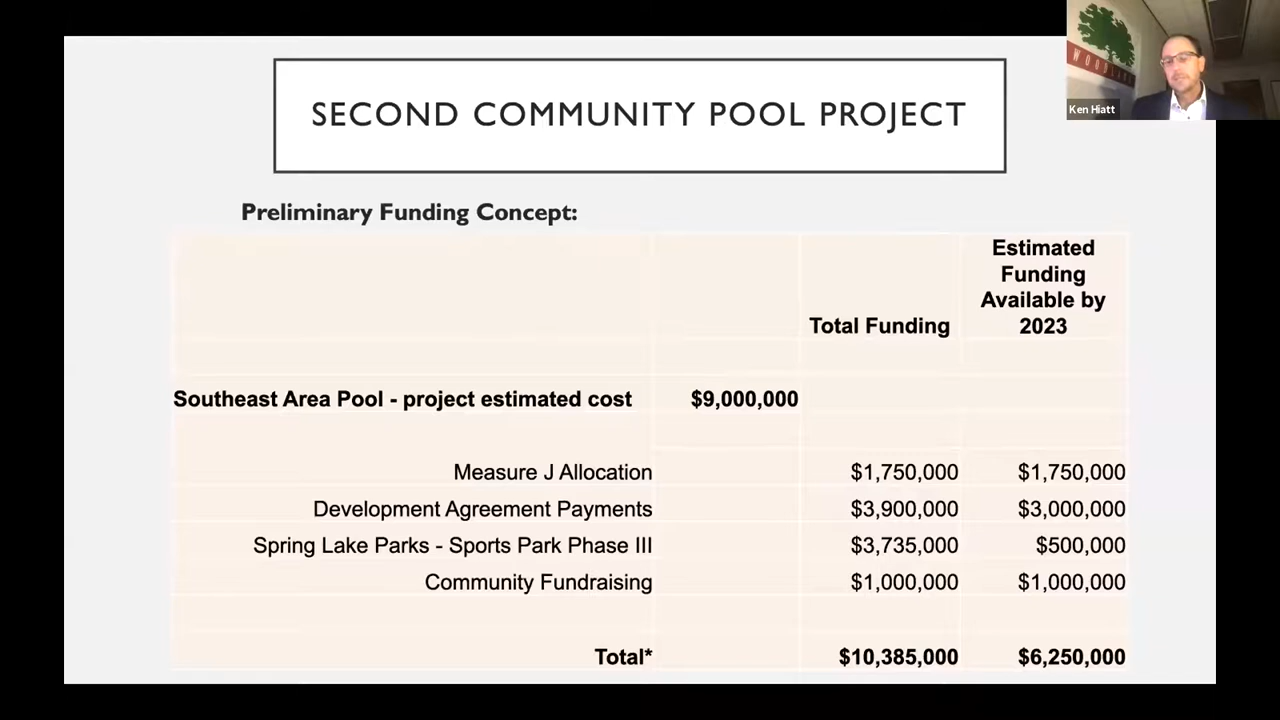 WOODLAND
Ken Hiatt
SECOND COMMUNITY POOL PROJECT
Preliminary Funding Concept:
Total Funding
Estimated
Funding
Available by
2023
Southeast Area Pool - project estimated cost $9,000,000
Measure J Allocation $1,750,000 $1,750,000
Development Agreement Payments $3,900,000 $3,000,000
Spring Lake Parks - Sports Park Phase III $3,735,000 $500,000
Community Fundraising $1,000,000 $1,000,000
Total* $10,385,000 $6,250,000